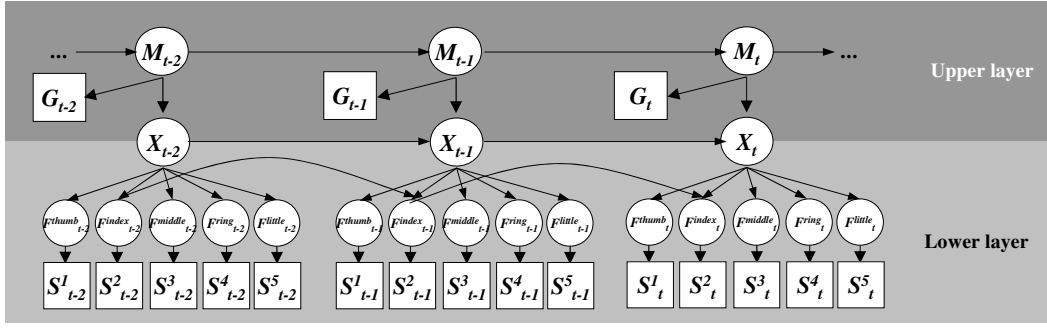 ... M_{t-2} M_{t-1} M_t ...
Upper layer
G_{t-2} G_{t-1} G_t
X_{t-2} X_{t-1} X_t
F^{thumb}_{t-2} F^{index}_{t-2} F^{middle}_{t-2} F^{ring}_{t-2} F^{little}_{t-2} F^{thumb}_{t-1} F^{index}_{t-1} F^{middle}_{t-1} F^{ring}_{t-1} F^{little}_{t-1} F^{thumb}_t F^{index}_t F^{middle}_t F^{ring}_t F^{little}_t
Lower layer
S^1_{t-2} S^2_{t-2} S^3_{t-2} S^4_{t-2} S^5_{t-2} S^1_{t-1} S^2_{t-1} S^3_{t-1} S^4_{t-1} S^5_{t-1} S^1_t S^2_t S^3_t S^4_t S^5_t